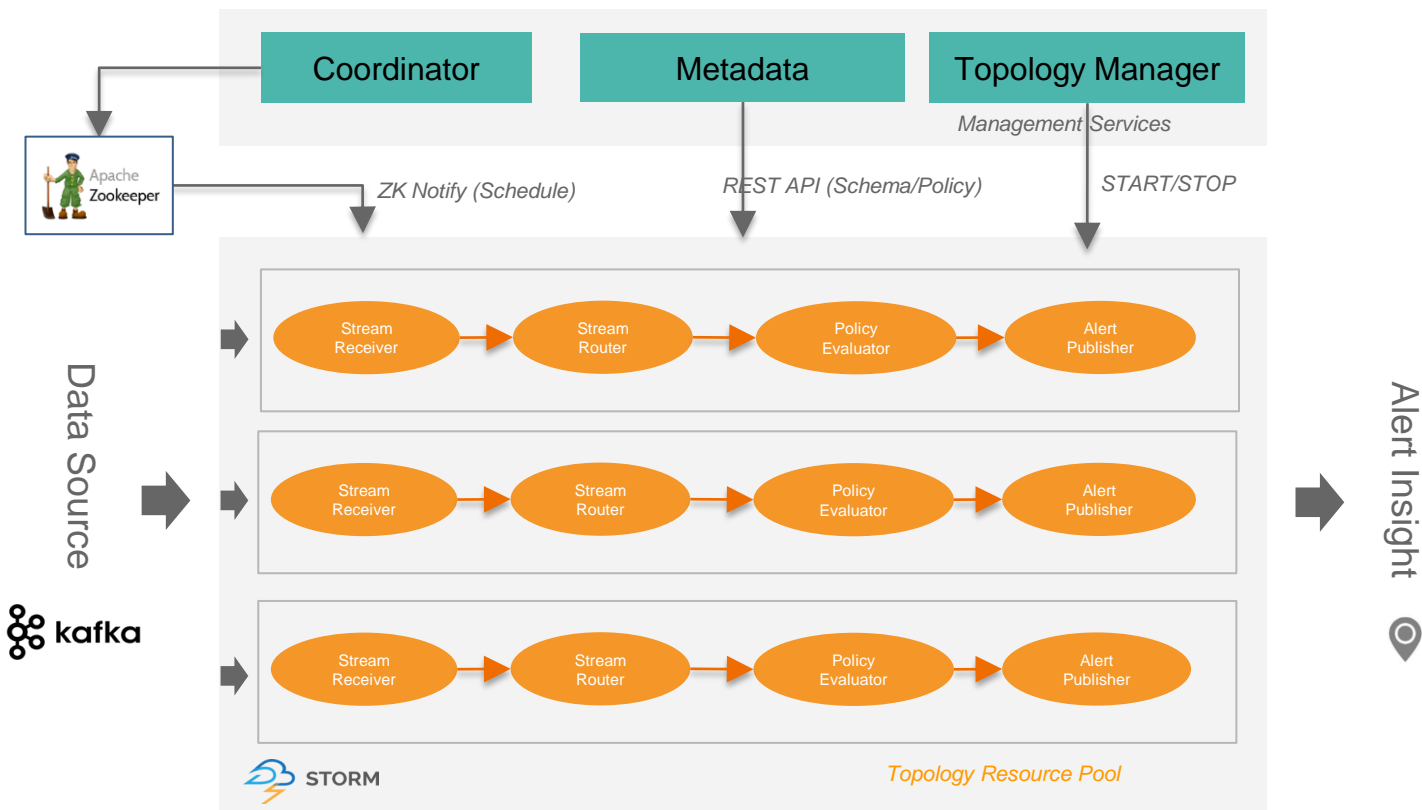 Coordinator
Metadata
Topology Manager
Management Services
Apache
Zookeeper
ZK Notify (Schedule)
REST API (Schema/Policy)
START/STOP
Data Source
kafka
Stream
Receiver
Stream
Router
Policy
Evaluator
Alert
Publisher
Stream
Receiver
Stream
Router
Policy
Evaluator
Alert
Publisher
Stream
Receiver
Stream
Router
Policy
Evaluator
Alert
Publisher
STORM
Topology Resource Pool
Alert Insight